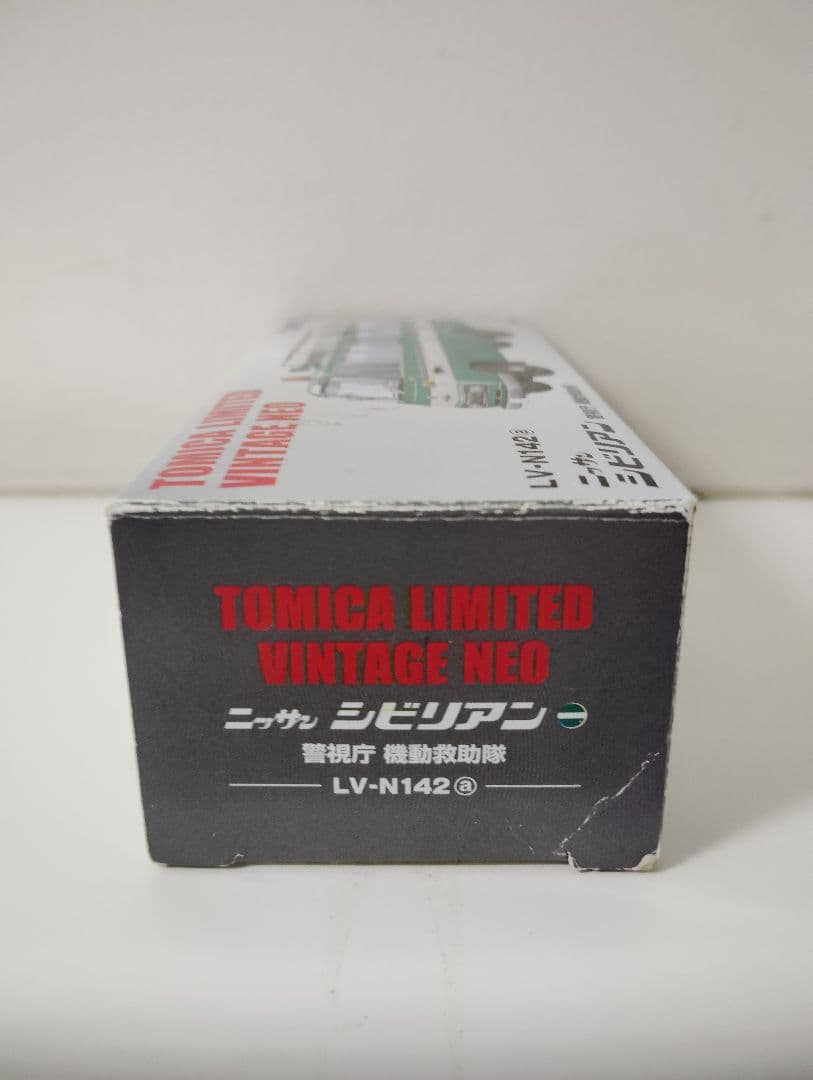 TOMICA LIMITED
VINTAGE NEO
LV-N142ⓐ
ニッサン
シビリアン
TOMICA LIMITED
VINTAGE NEO
ニッサン シビリアン
警視庁 機動救助隊
LV-N142ⓐ